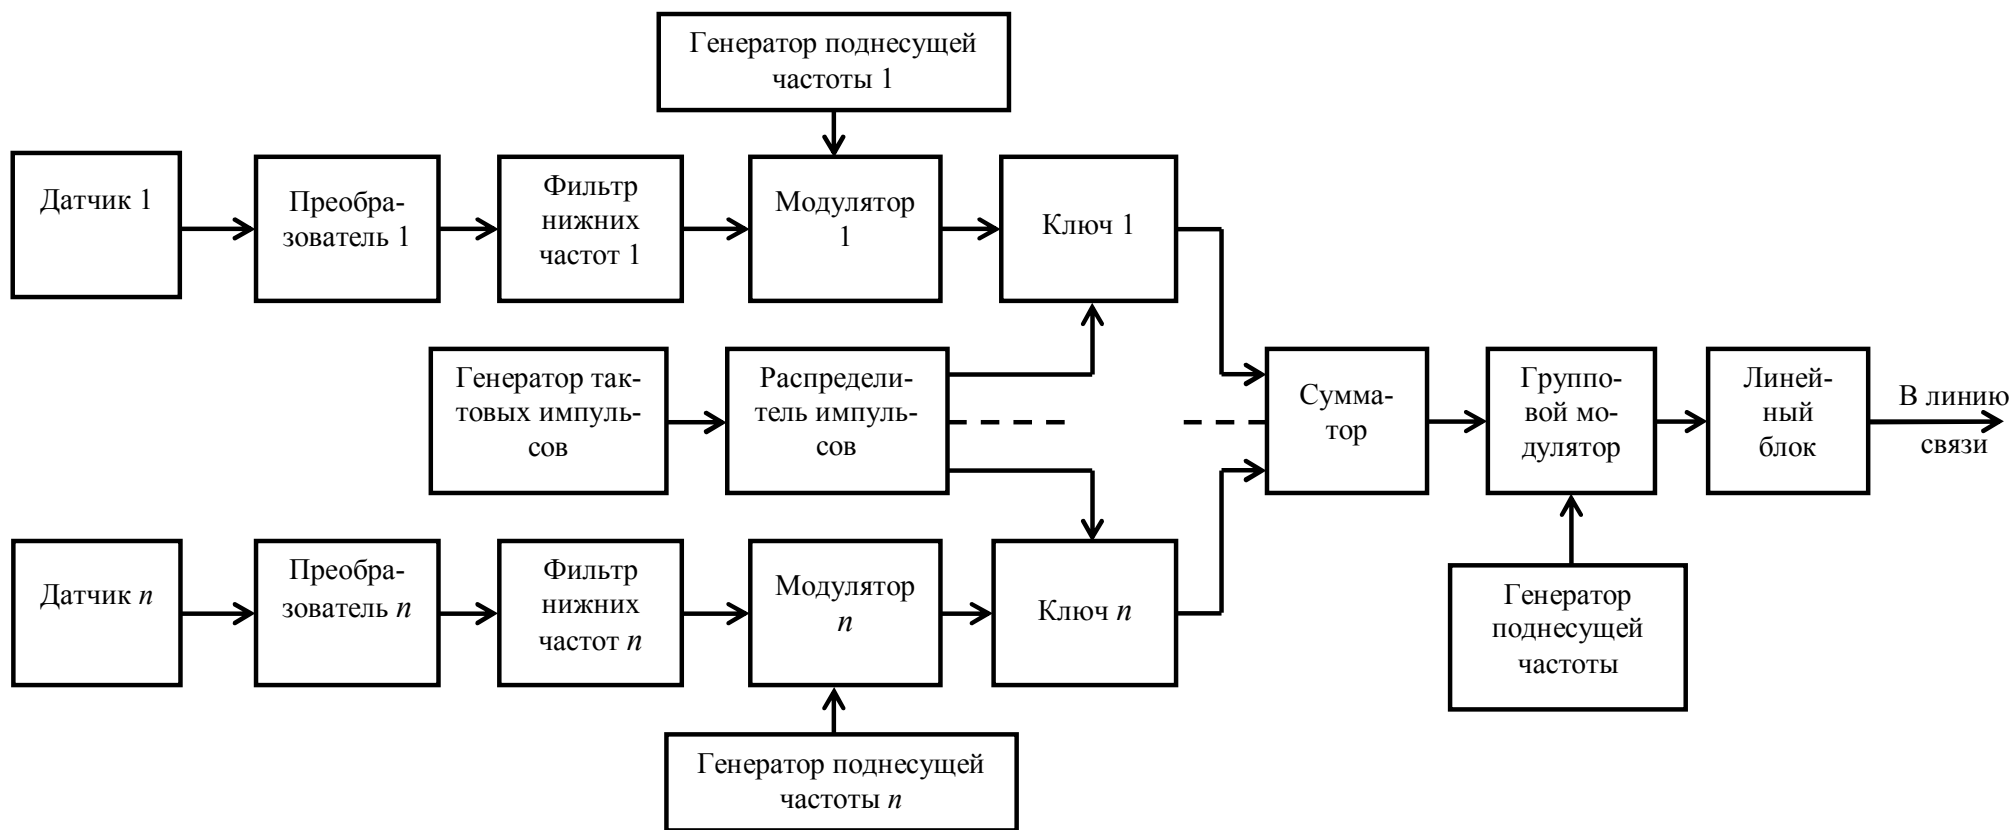 Генератор поднесущей
частоты 1
Датчик 1
Преобра-
зователь 1
Фильтр
нижних
частот 1
Модулятор
1
Ключ 1
Генератор так-
товых импуль-
сов
Распредели-
тель импуль-
сов
Сумма-
тор
Группо-
вой мо-
дулятор
Линей-
ный
блок
В линию
связи
Датчик n
Преобра-
зователь n
Фильтр
нижних
частот n
Модулятор
n
Ключ n
Генератор
поднесущей
частоты
Генератор поднесущей
частоты n